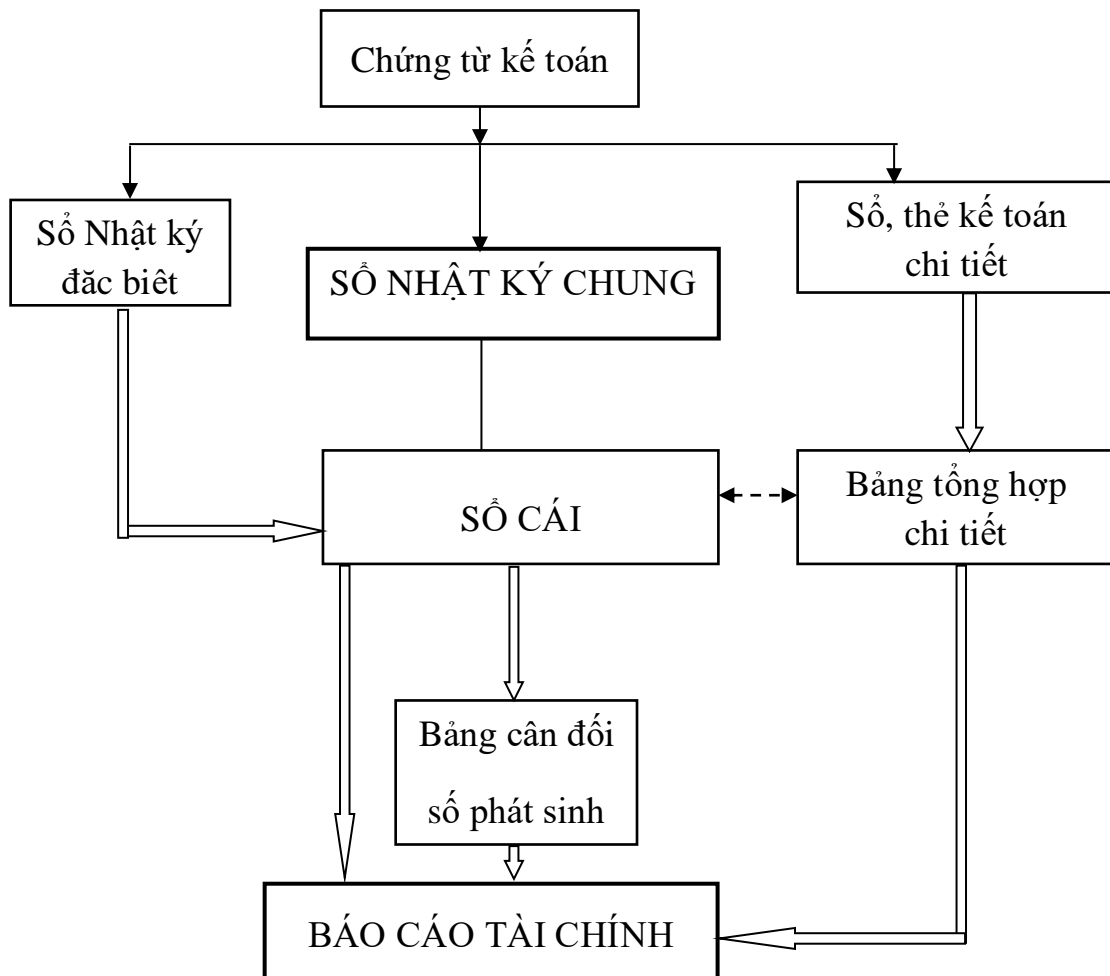 Chứng từ kế toán
Sổ Nhật ký
đăc biêt
SỔ NHẬT KÝ CHUNG
Sổ, thẻ kế toán
chi tiết
SỔ CÁI
Bảng tổng hợp
chi tiết
Bảng cân đối
số phát sinh
BÁO CÁO TÀI CHÍNH